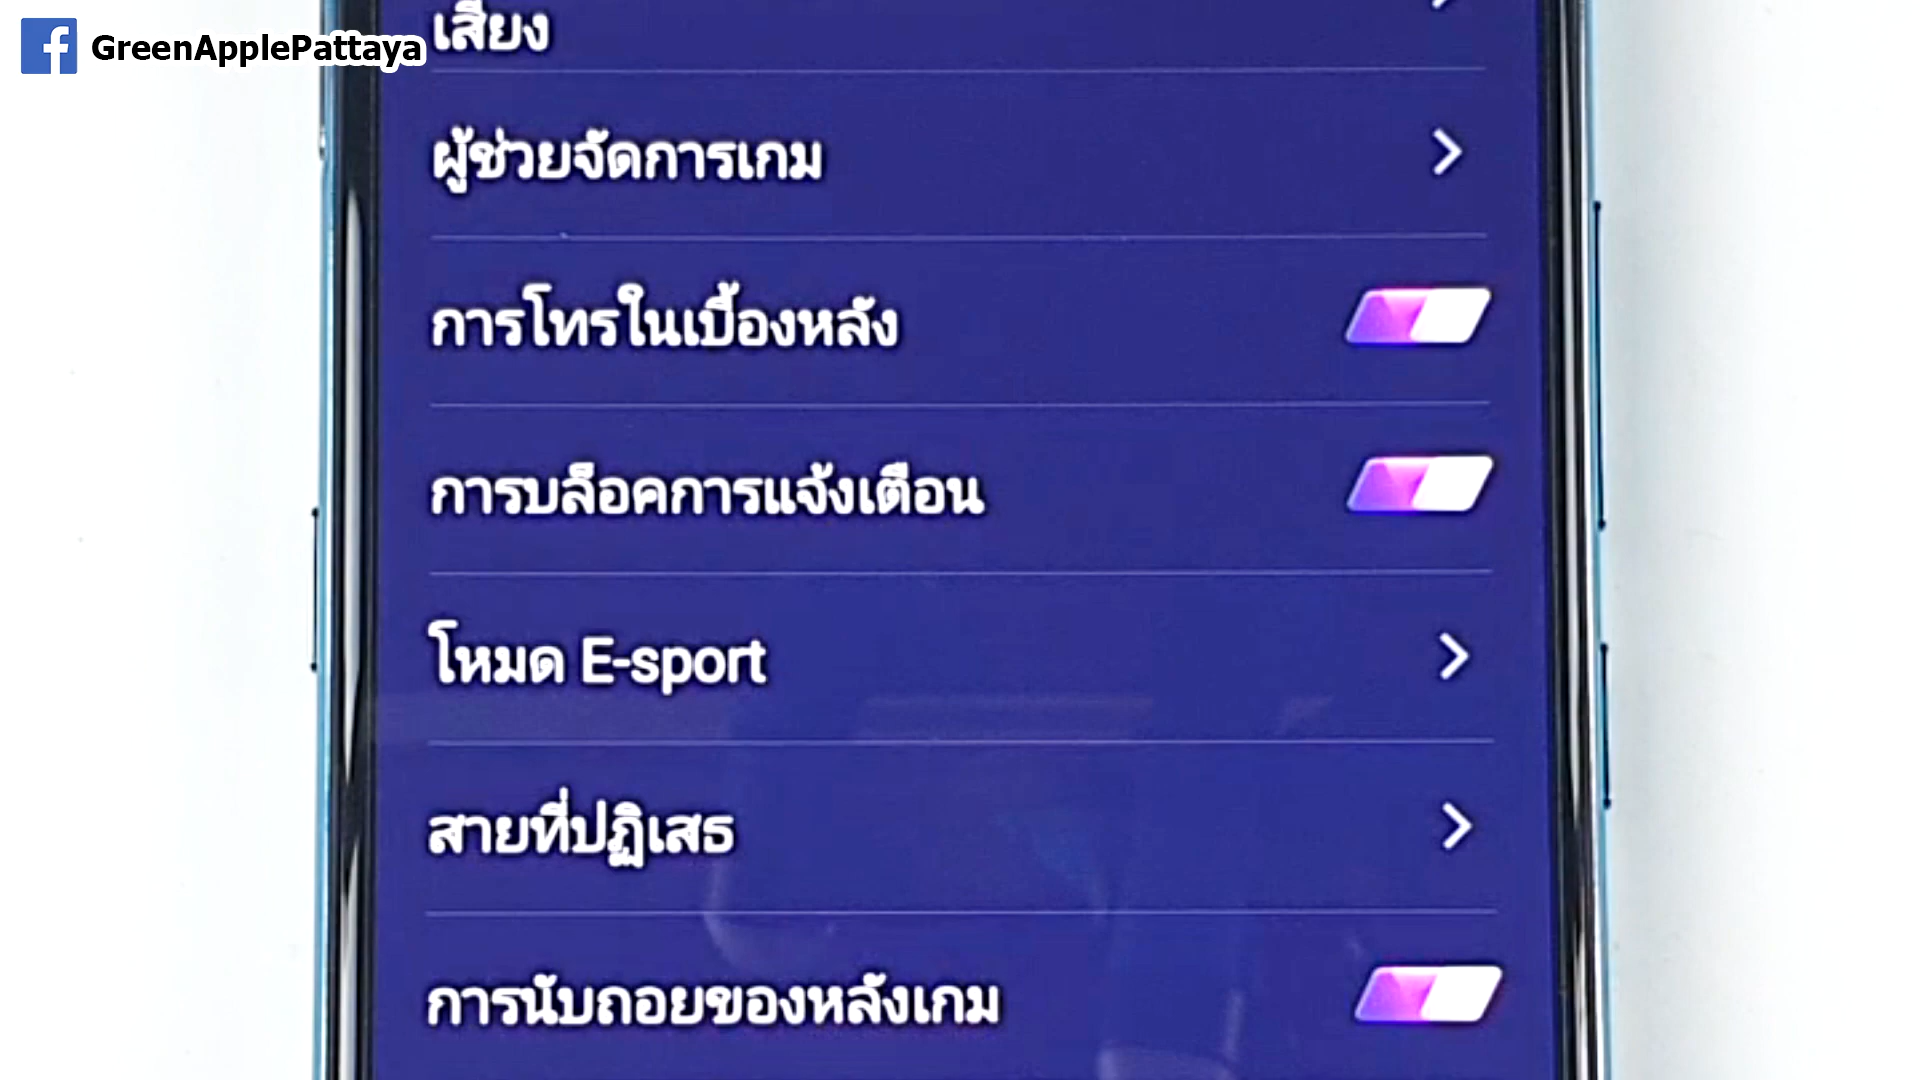 GreenApplePattaya
เสียง
ผู้ช่วยจัดการเกม
การโทรในเบื้องหลัง
การบล็อคการแจ้งเตือน
โหมด E-sport
สายที่ปฏิเสธ
การนับถอยของหลังเกม